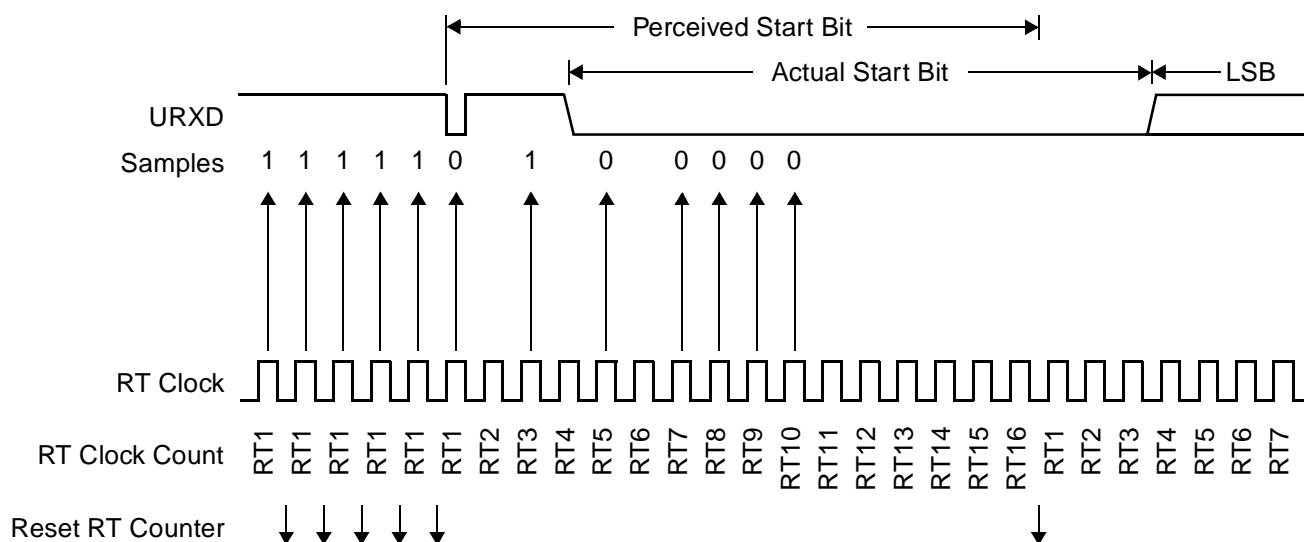 Perceived Start Bit
Actual Start Bit LSB
URXD
Samples 1 1 1 1 1 0 1 0 0 0 0 0
RT Clock
RT Clock Count RT1 RT1 RT1 RT1 RT1 RT1 RT2 RT3 RT4 RT5 RT6 RT7 RT8 RT9 RT10 RT11 RT12 RT13 RT14 RT15 RT16 RT1 RT2 RT3 RT4 RT5 RT6 RT7
Reset RT Counter